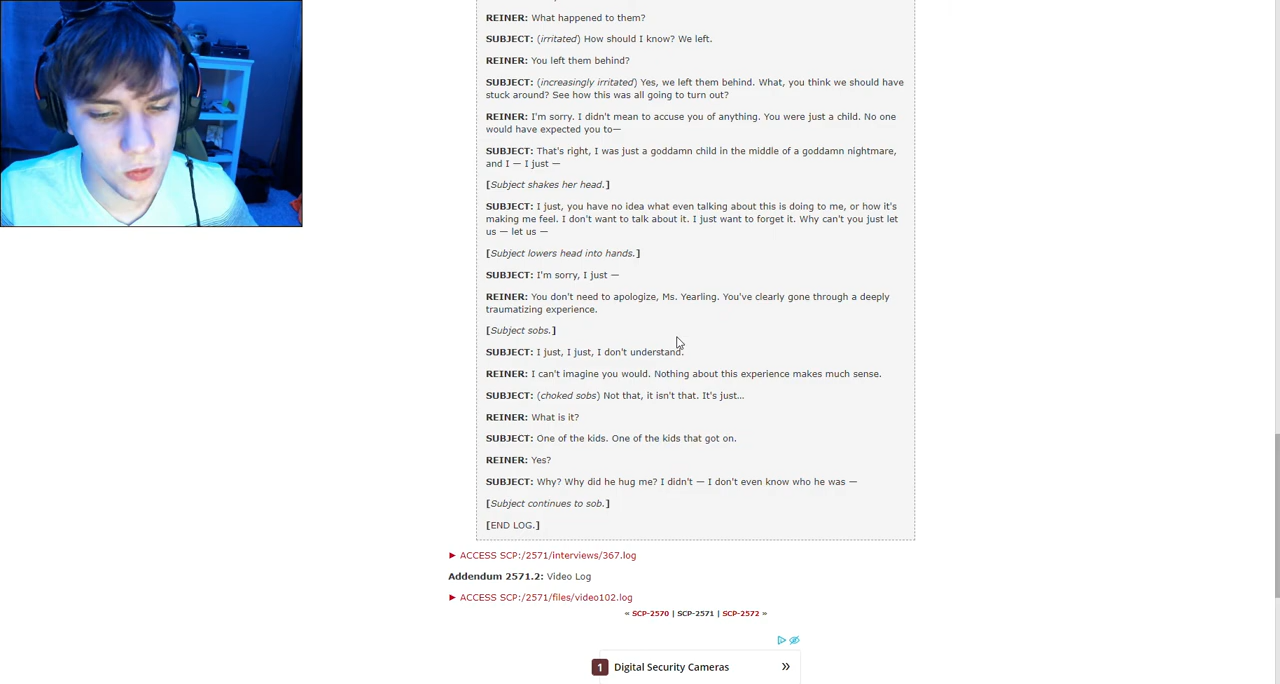 REINER: What happened to them?
SUBJECT: (irritated) How should I know? We left.
REINER: You left them behind?
SUBJECT: (increasingly irritated) Yes, we left them behind. What, you think we should have
stuck around? See how this was all going to turn out?
REINER: I'm sorry. I didn't mean to accuse you of anything. You were just a child. No one
would have expected you to—
SUBJECT: That's right, I was just a goddamn child in the middle of a goddamn nightmare,
and I — I just —
[Subject shakes her head.]
SUBJECT: I just, you have no idea what even talking about this is doing to me, or how it's
making me feel. I don't want to talk about it. I just want to forget it. Why can't you just let
us — let us —
[Subject lowers head into hands.]
SUBJECT: I'm sorry, I just —
REINER: You don't need to apologize, Ms. Yearling. You've clearly gone through a deeply
traumatizing experience.
[Subject sobs.]
SUBJECT: I just, I just, I don't understand.
REINER: I can't imagine you would. Nothing about this experience makes much sense.
SUBJECT: (choked sobs) Not that, it isn't that. It's just...
REINER: What is it?
SUBJECT: One of the kids. One of the kids that got on.
REINER: Yes?
SUBJECT: Why? Why did he hug me? I didn't — I don't even know who he was —
[Subject continues to sob.]
[END LOG.]
► ACCESS SCP:/2571/interviews/367.log
Addendum 2571.2: Video Log
► ACCESS SCP:/2571/files/video102.log
« SCP-2570 | SCP-2571 | SCP-2572 »
1 Digital Security Cameras »